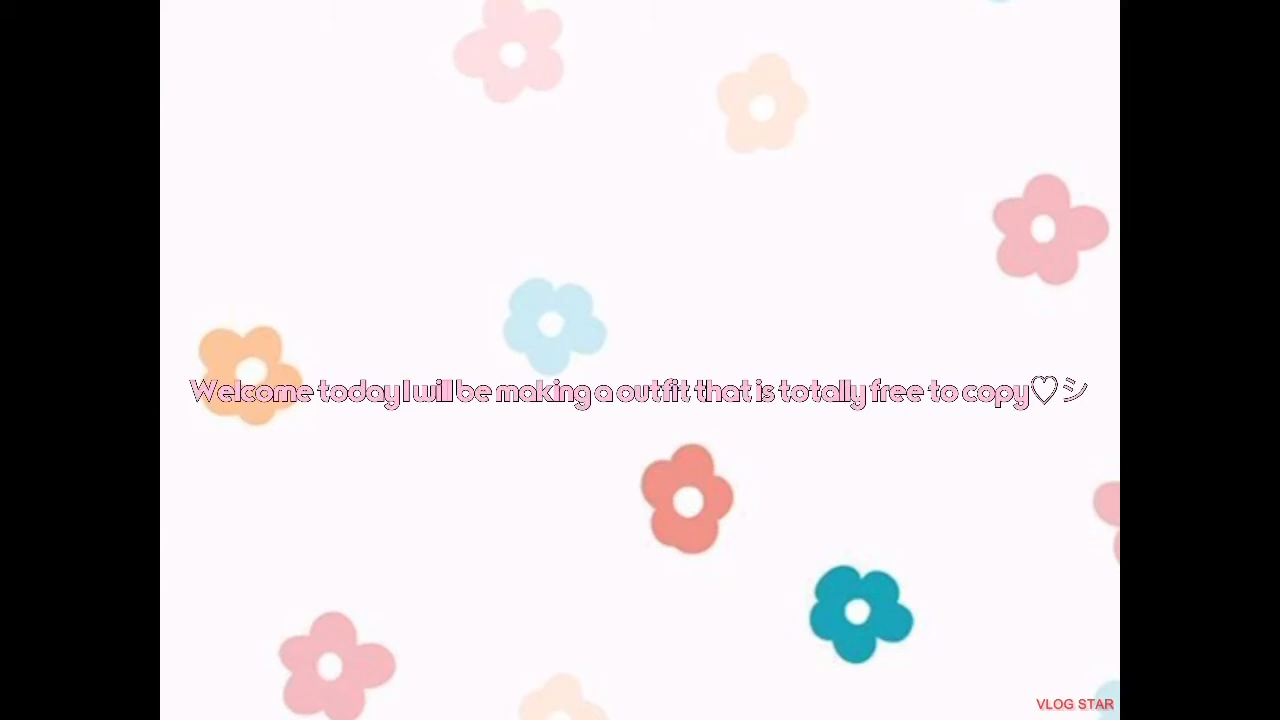 Welcome today I will be making a outfit that is totally free to copy♡シ
VLOG STAR